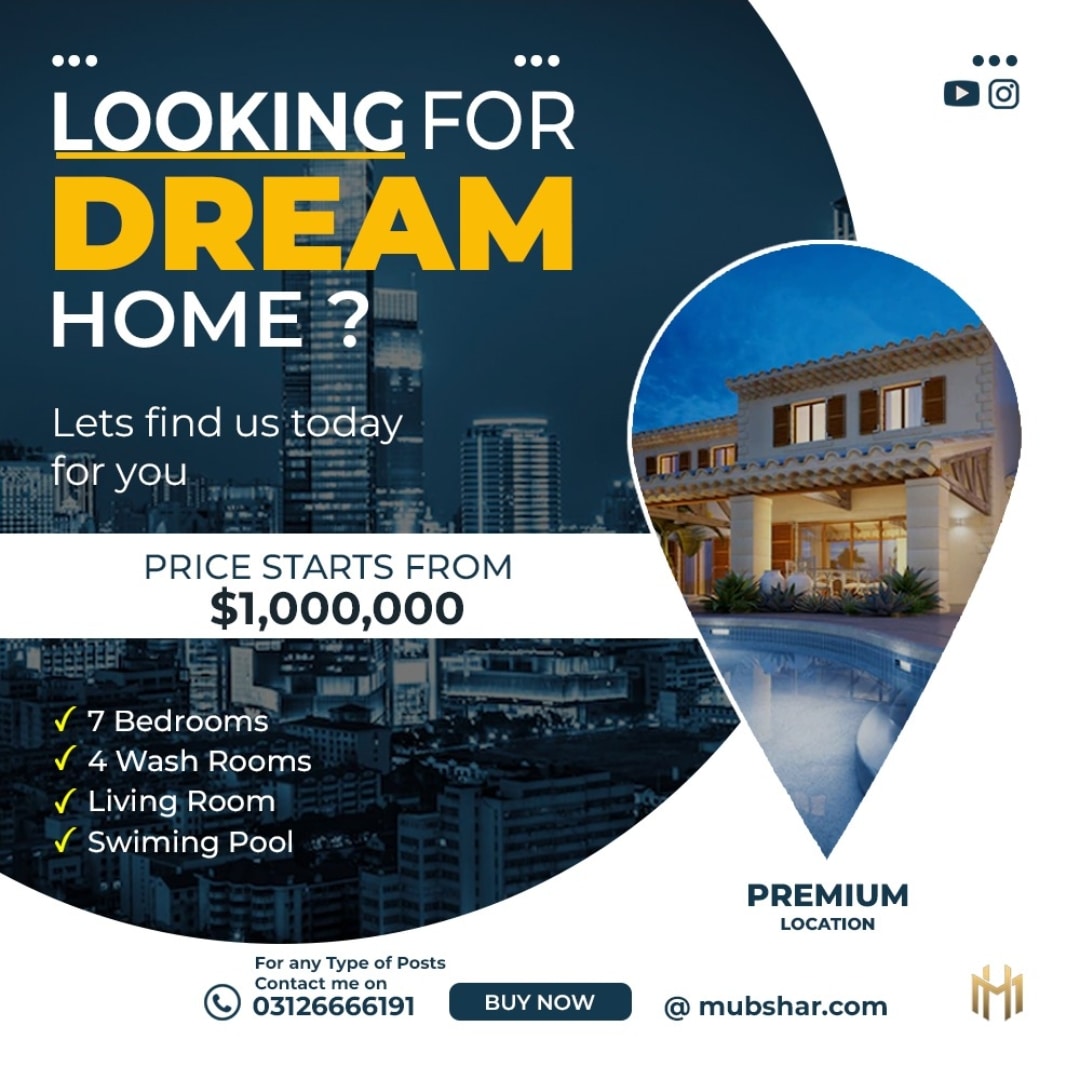 LOOKING FOR
DREAM
HOME ?
Lets find us today
for you
PRICE STARTS FROM
$1,000,000
✓ 7 Bedrooms
✓ 4 Wash Rooms
✓ Living Room
✓ Swiming Pool
PREMIUM
LOCATION
For any Type of Posts
Contact me on
03126666191
BUY NOW
@ mubshar.com